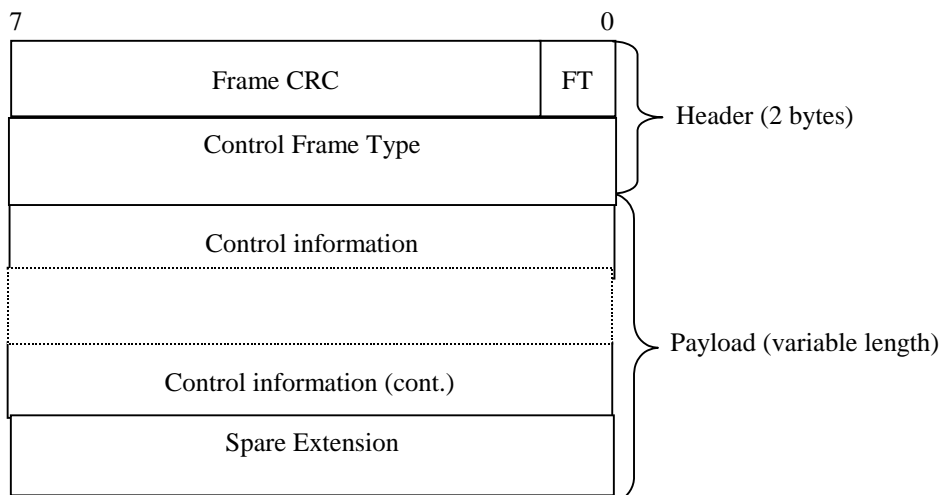 7 0
Frame CRC FT
Header (2 bytes)
Control Frame Type
Control information
Payload (variable length)
Control information (cont.)
Spare Extension